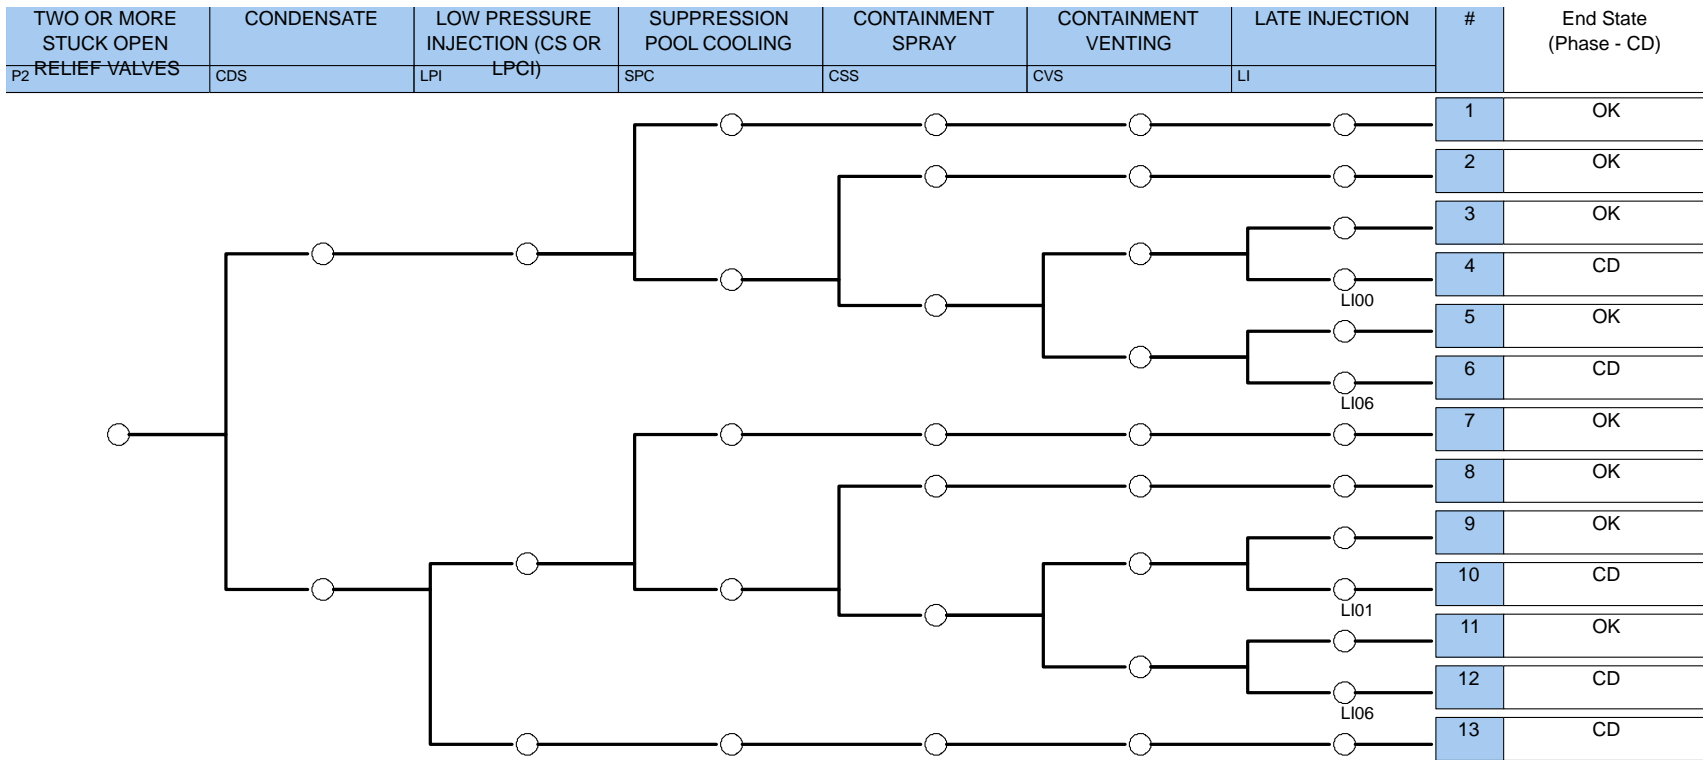 TWO OR MORE
STUCK OPEN
RELIEF VALVES
P2
CONDENSATE
CDS
LOW PRESSURE
INJECTION (CS OR
LPCI)
LPI
SUPPRESSION
POOL COOLING
SPC
CONTAINMENT
SPRAY
CSS
CONTAINMENT
VENTING
CVS
LATE INJECTION
LI
#
End State
(Phase - CD)
1 OK
2 OK
3 OK
4 CD
LI00
5 OK
6 CD
LI06
7 OK
8 OK
9 OK
10 CD
LI01
11 OK
12 CD
LI06
13 CD